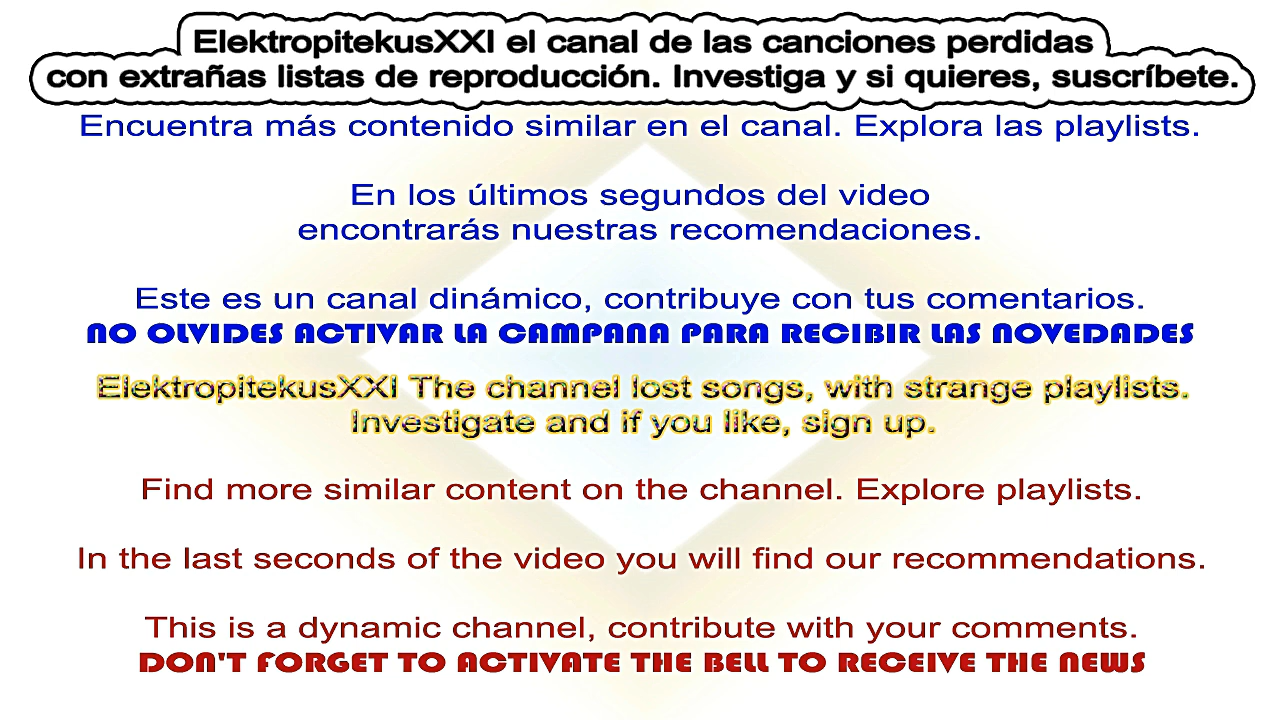 ElektropitekusXXI el canal de las canciones perdidas
con extrañas listas de reproducción. Investiga y si quieres, suscríbete.
Encuentra más contenido similar en el canal. Explora las playlists.
En los últimos segundos del video
encontrarás nuestras recomendaciones.
Este es un canal dinámico, contribuye con tus comentarios.
NO OLVIDES ACTIVAR LA CAMPANA PARA RECIBIR LAS NOVEDADES
ElektropitekusXXI The channel lost songs, with strange playlists.
Investigate and if you like, sign up.
Find more similar content on the channel. Explore playlists.
In the last seconds of the video you will find our recommendations.
This is a dynamic channel, contribute with your comments.
DON'T FORGET TO ACTIVATE THE BELL TO RECEIVE THE NEWS